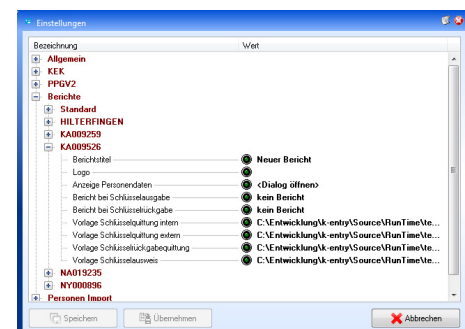 Einstellungen
Bezeichnung Wert
Allgemein
KEK
PPGV2
Berichte
Standard
HILTERFINGEN
KA009259
KA009526
Berichtstitel Neuer Bericht
Logo
Anzeige Personendaten <Dialog öffnen>
Bericht bei Schlüsselausgabe kein Bericht
Bericht bei Schlüsselrückgabe kein Bericht
Vorlage Schlüsselquittung intern C:\Entwicklung\k-entry\Source\RunTime\te...
Vorlage Schlüsselquittung extern C:\Entwicklung\k-entry\Source\RunTime\te...
Vorlage Schlüsselrückgabequittung C:\Entwicklung\k-entry\Source\RunTime\te...
Vorlage Schlüsselausweis C:\Entwicklung\k-entry\Source\RunTime\te...
NA019235
NY000896
Personen Import
Speichern Übernehmen Abbrechen